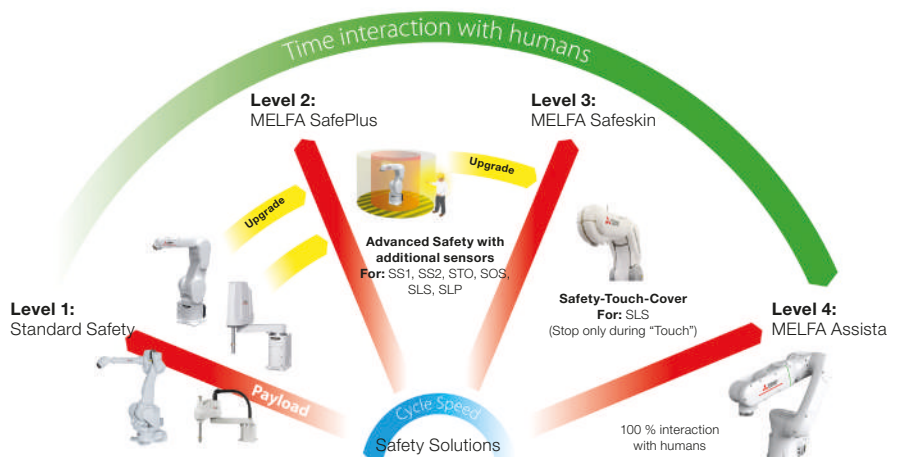 Time interaction with humans
Level 2:
MELFA SafePlus
Level 3:
MELFA Safeskin
Upgrade
Upgrade
Advanced Safety with
additional sensors
For: SS1, SS2, STO, SOS,
SLS, SLP
Safety-Touch-Cover
For: SLS
(Stop only during “Touch”)
Level 1:
Standard Safety
Level 4:
MELFA Assista
Payload
Cycle Speed
Safety Solutions
100 % interaction
with humans